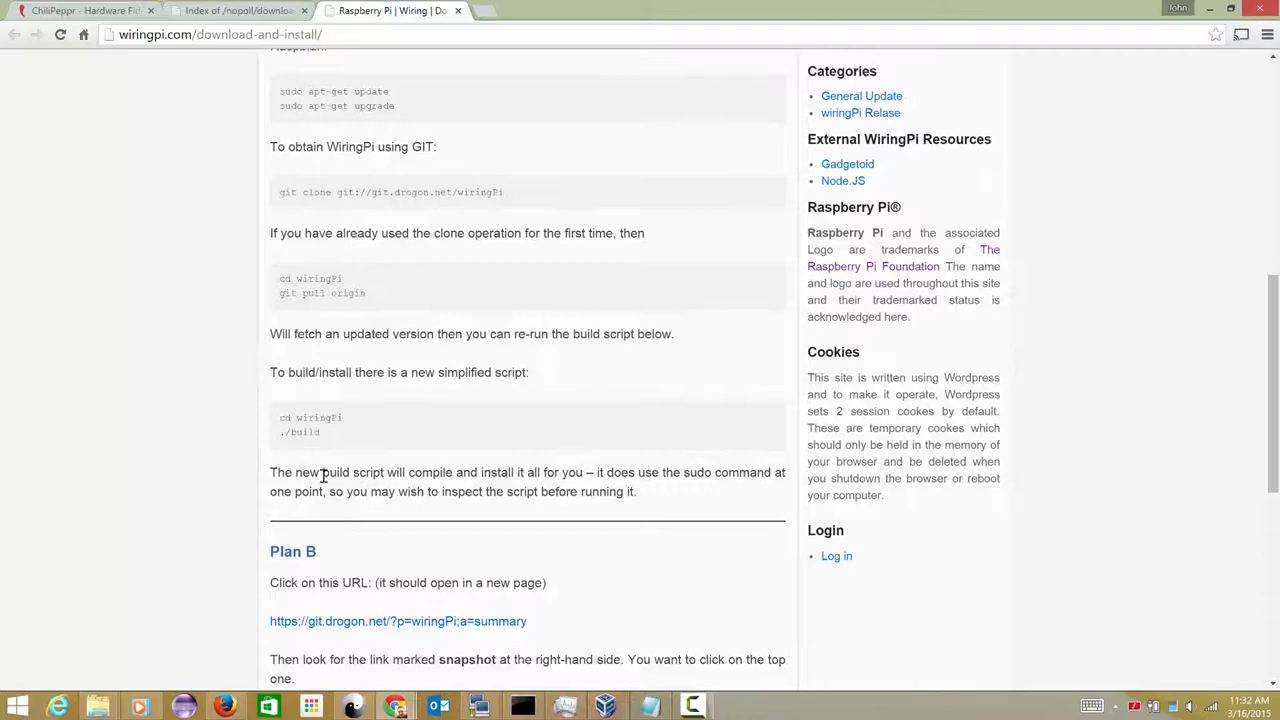 ChiliPeppr - Hardware Fid
Index of /nopoll/downloa
Raspberry Pi | Wiring | Do
John
wiringpi.com/download-and-install/
sudo apt-get update
sudo apt-get upgrade
To obtain WiringPi using GIT:
git clone git://git.drogon.net/wiringPi
If you have already used the clone operation for the first time, then
cd wiringPi
git pull origin
Will fetch an updated version then you can re-run the build script below.
To build/install there is a new simplified script:
cd wiringPi
./build
The new build script will compile and install it all for you – it does use the sudo command at
one point, so you may wish to inspect the script before running it.
Plan B
Click on this URL: (it should open in a new page)
https://git.drogon.net/?p=wiringPi;a=summary
Then look for the link marked snapshot at the right-hand side. You want to click on the top
one.
Categories
General Update
wiringPi Relase
External WiringPi Resources
Gadgetoid
Node.JS
Raspberry Pi®
Raspberry Pi and the associated
Logo are trademarks of The
Raspberry Pi Foundation The name
and logo are used throughout this site
and their trademarked status is
acknowledged here.
Cookies
This site is written using Wordpress
and to make it operate, Wordpress
sets 2 session cookes by default.
These are temporary cookes which
should only be held in the memory of
your browser and be deleted when
you shutdown the browser or reboot
your computer.
Login
Log in
11:32 AM
3/16/2015